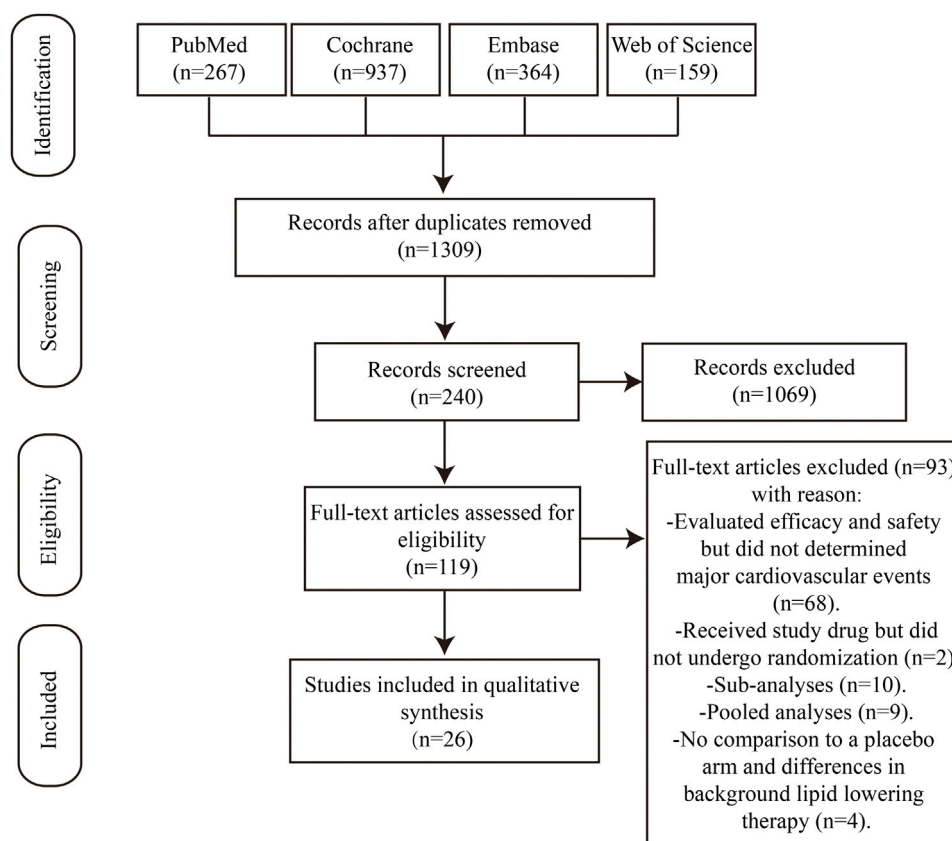 Identification
PubMed
(n=267)
Cochrane
(n=937)
Embase
(n=364)
Web of Science
(n=159)
Records after duplicates removed
(n=1309)
Screening
Records screened
(n=240)
Records excluded
(n=1069)
Eligibility
Full-text articles assessed for
eligibility
(n=119)
Full-text articles excluded (n=93)
with reason:
-Evaluated efficacy and safety
but did not determined
major cardiovascular events
(n=68).
-Received study drug but did
not undergo randomization (n=2)
-Sub-analyses (n=10).
-Pooled analyses (n=9).
-No comparison to a placebo
arm and differences in
background lipid lowering
therapy (n=4).
Included
Studies included in qualitative
synthesis
(n=26)